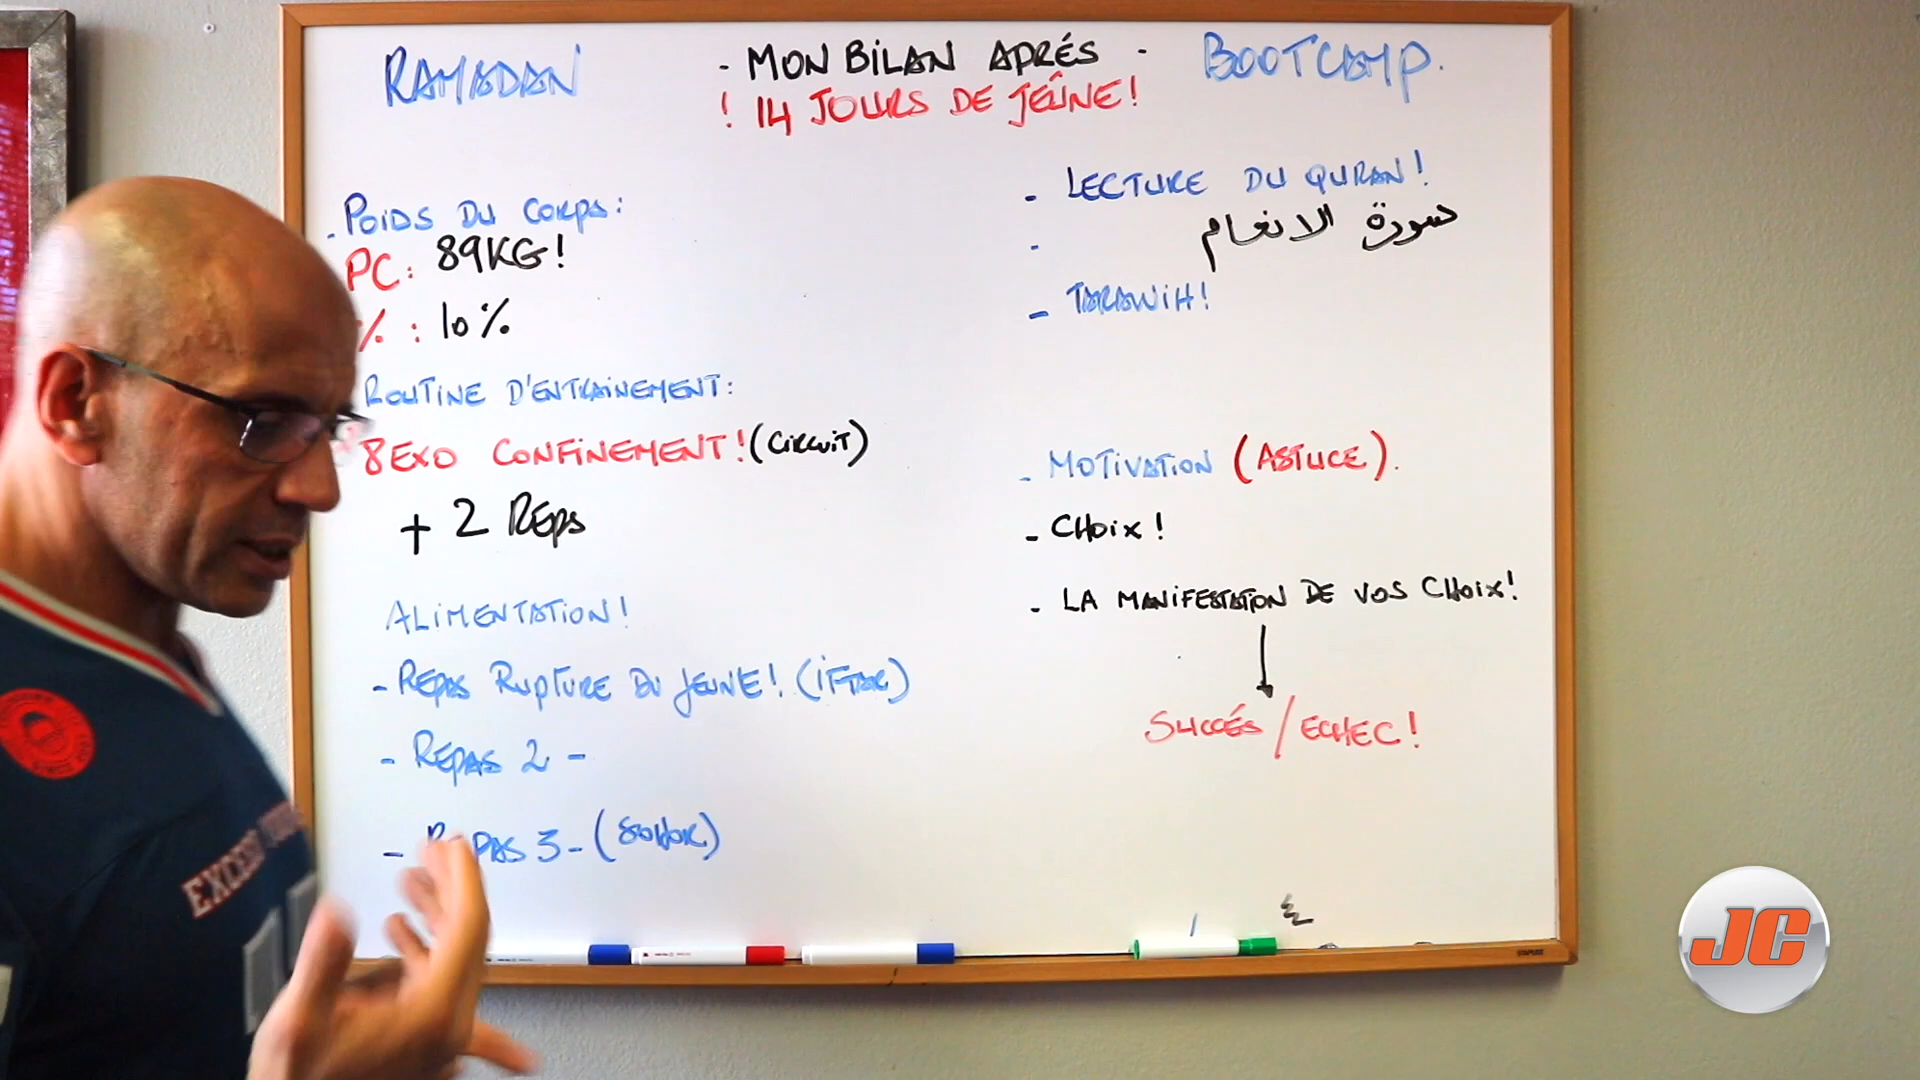 RAMADAN
- MON BILAN APRÉS -
! 14 JOURS DE JEÛNE!
BOOTCAMP.
. POIDS DU CORPS:
PC: 89KG!
% : 10%
ROUTINE D'ENTRAINEMENT:
8 EXO CONFINEMENT! (CIRCUIT)
+ 2 REPS
ALIMENTATION!
- REPAS RUPTURE DU JEUNE! (IFTAR)
- REPAS 2 -
- REPAS 3 - (SOHOR)
- LECTURE DU QURAN!
- سورة الانعام
- TARAWIH!
- MOTIVATION (ASTUCE).
- CHOIX!
- LA MANIFESTATION DE VOS CHOIX!
SUCCÉS / ECHEC!
JC